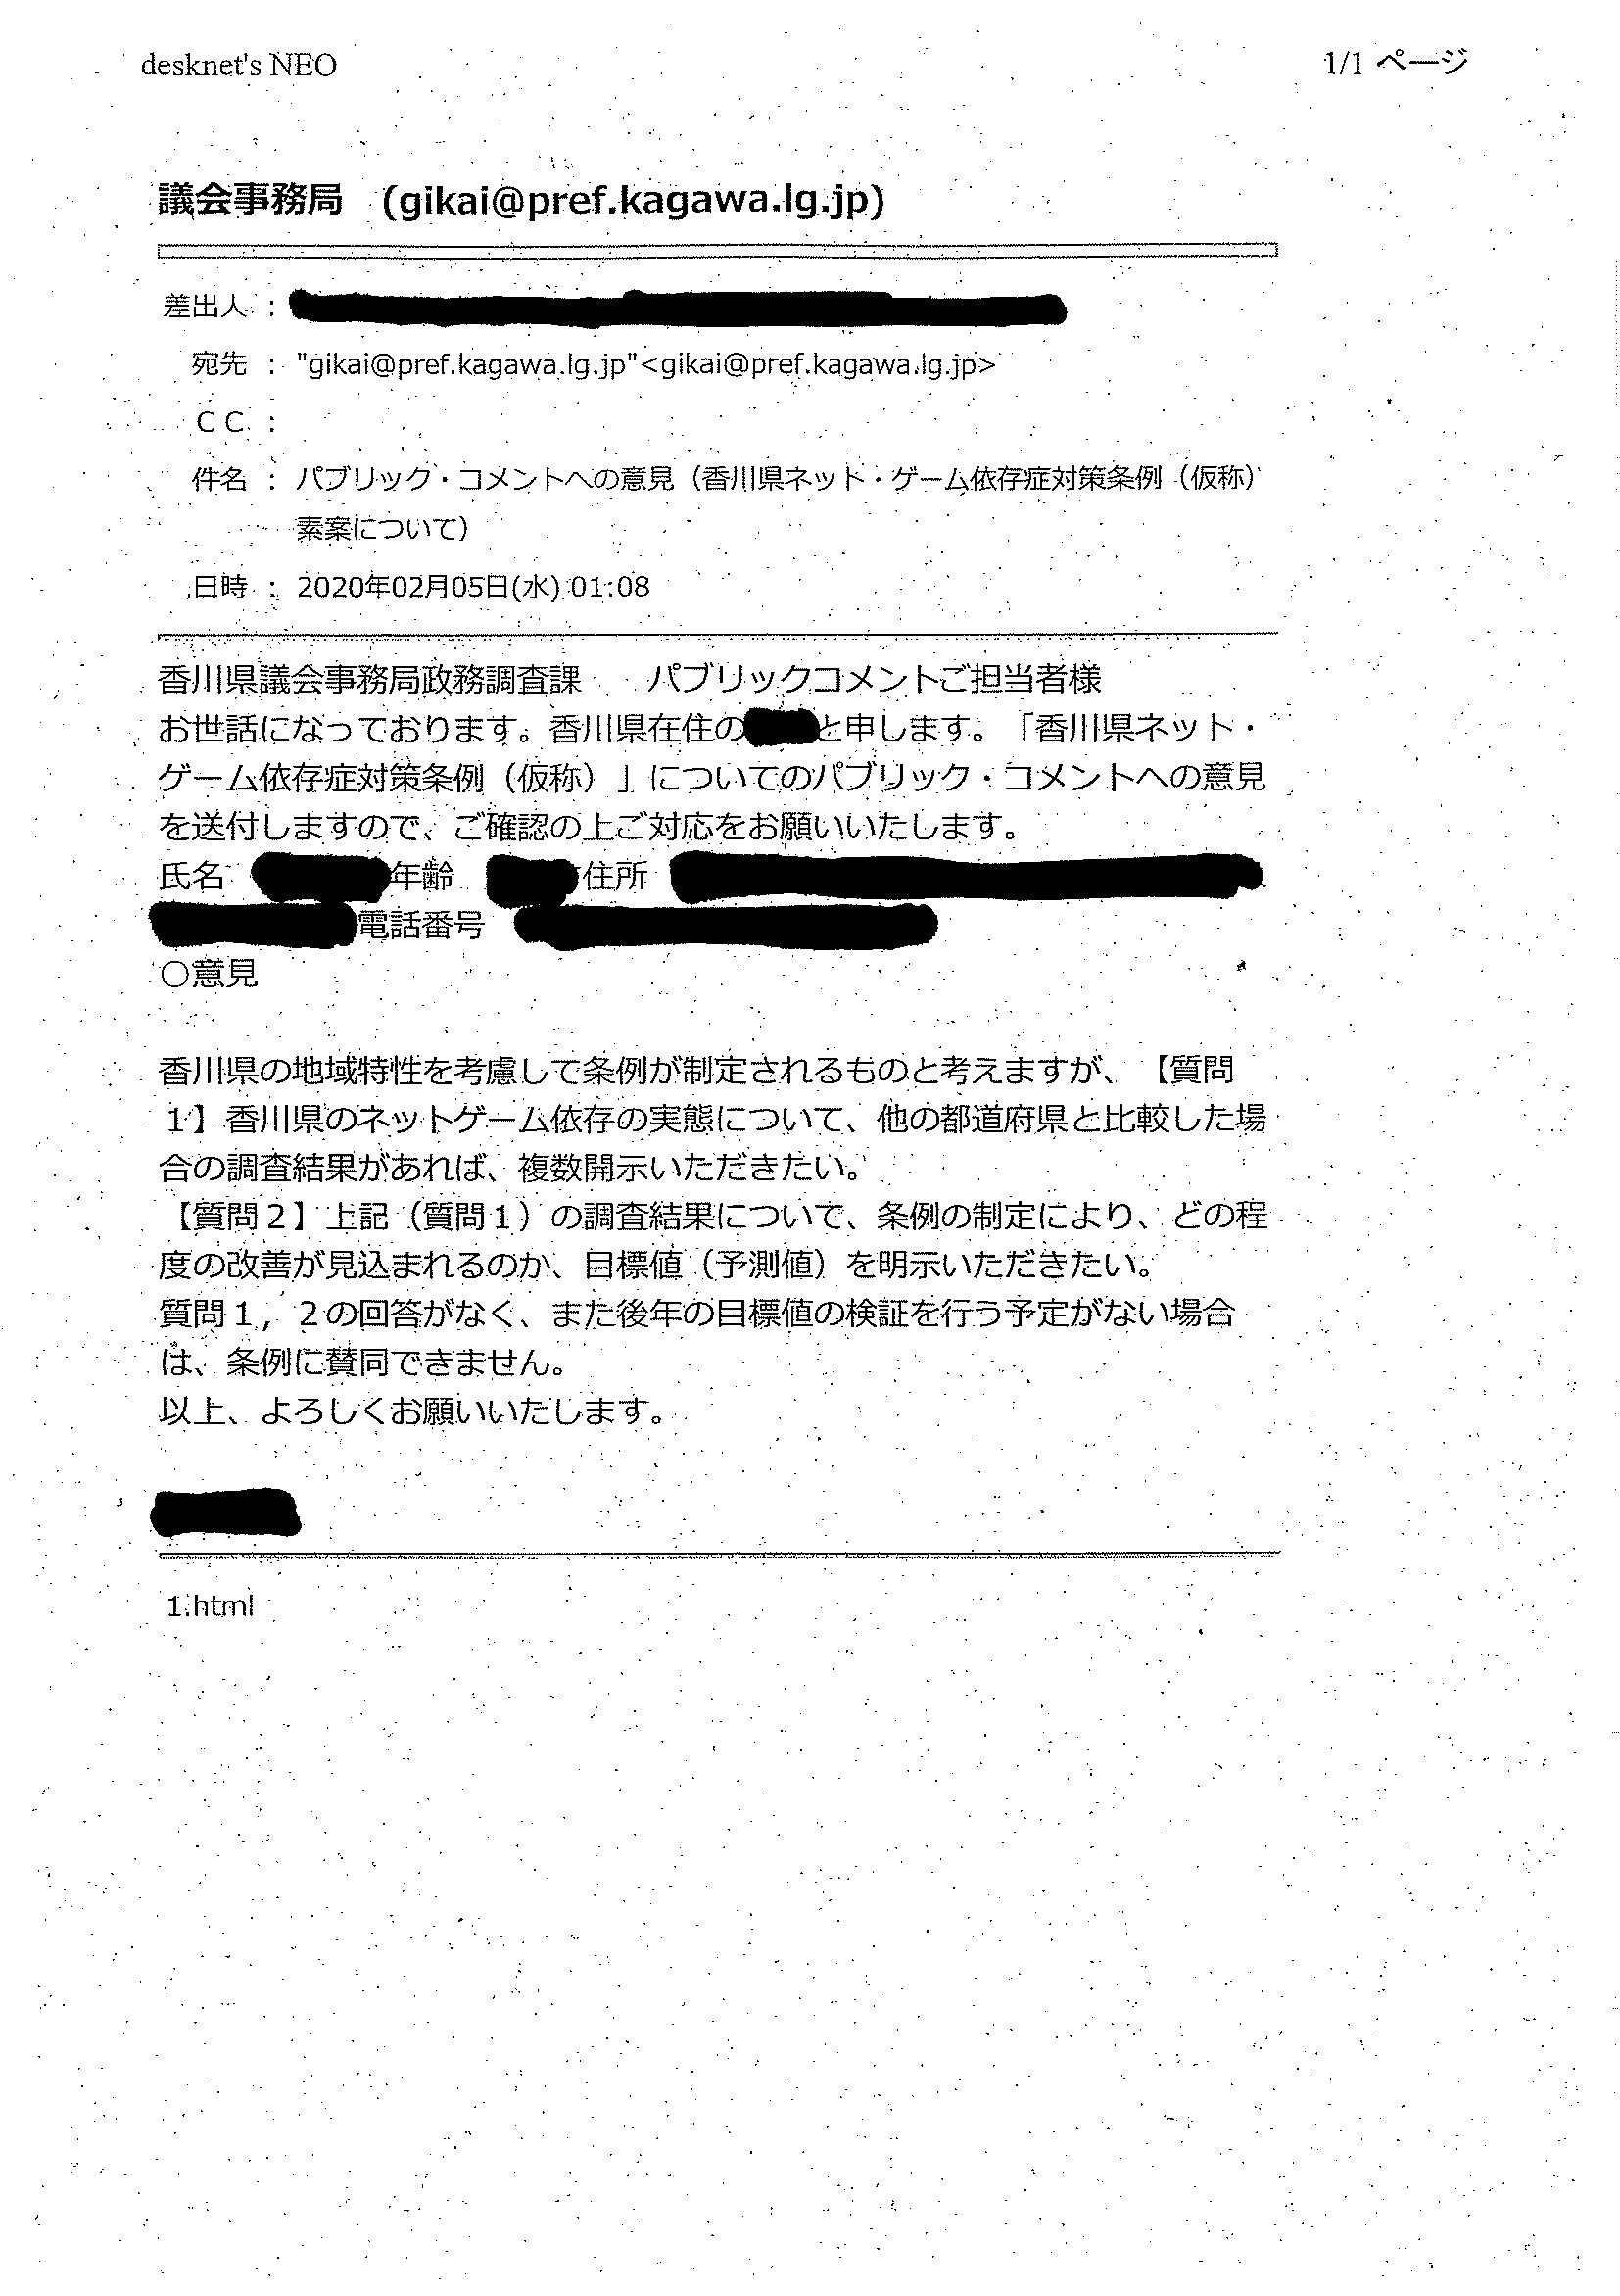 desknet's NEO 1/1 ページ
議会事務局 (gikai@pref.kagawa.lg.jp)
差出人 :
宛先 : "gikai@pref.kagawa.lg.jp"<gikai@pref.kagawa.lg.jp>
ＣＣ :
件名 : パブリック・コメントへの意見（香川県ネット・ゲーム依存症対策条例（仮称）
素案について）
日時 : 2020年02月05日(水) 01:08
香川県議会事務局政務調査課　　パブリックコメントご担当者様
お世話になっております。香川県在住の と申します。「香川県ネット・
ゲーム依存症対策条例（仮称）」についてのパブリック・コメントへの意見
を送付しますので、ご確認の上ご対応をお願いいたします。
氏名 年齢 住所
電話番号
○意見
香川県の地域特性を考慮して条例が制定されるものと考えますが、【質問
１】香川県のネットゲーム依存の実態について、他の都道府県と比較した場
合の調査結果があれば、複数開示いただきたい。
【質問２】上記（質問１）の調査結果について、条例の制定により、どの程
度の改善が見込まれるのか、目標値（予測値）を明示いただきたい。
質問１，２の回答がなく、また後年の目標値の検証を行う予定がない場合
は、条例に賛同できません。
以上、よろしくお願いいたします。
1.html